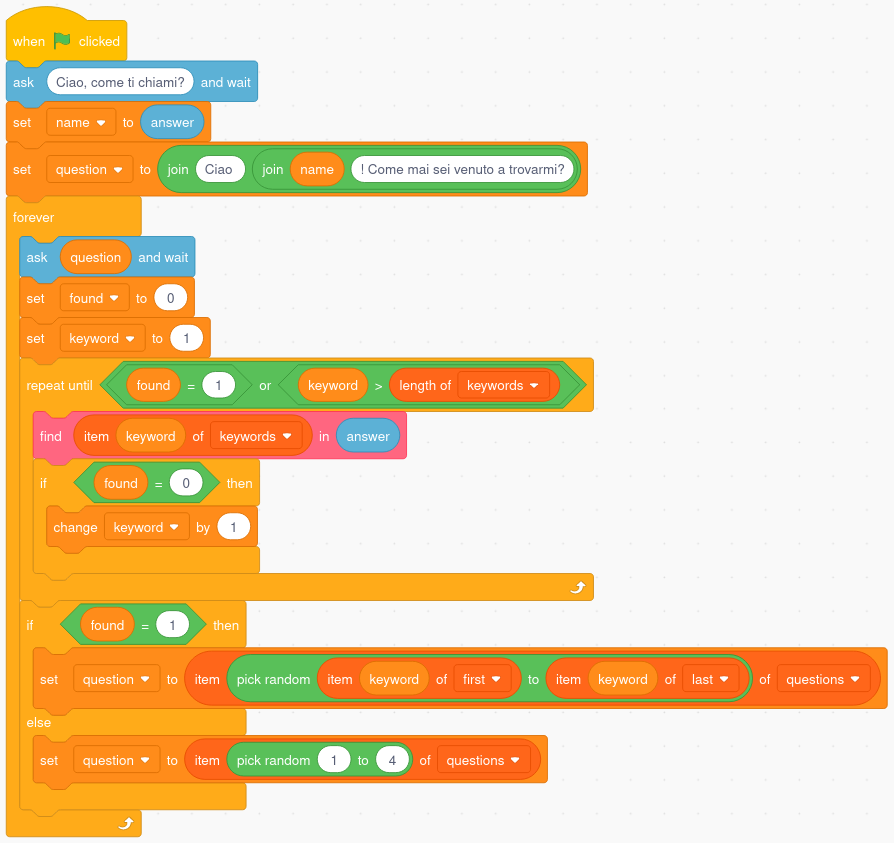 when clicked
ask Ciao, come ti chiami? and wait
set name to answer
set question to join Ciao join name ! Come mai sei venuto a trovarmi?
forever
ask question and wait
set found to 0
set keyword to 1
repeat until found = 1 or keyword > length of keywords
find item keyword of keywords in answer
if found = 0 then
change keyword by 1
if found = 1 then
set question to item pick random item keyword of first to item keyword of last of questions
else
set question to item pick random 1 to 4 of questions